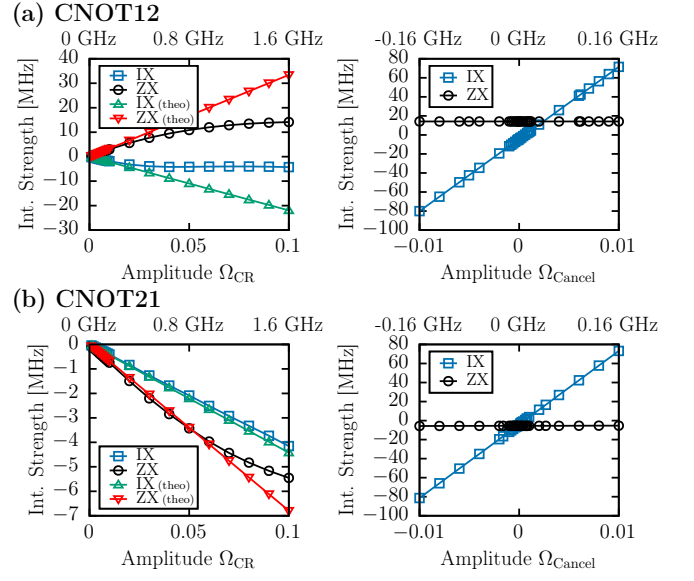 (a) CNOT12
0 GHz 0.8 GHz 1.6 GHz
-0.16 GHz 0 GHz 0.16 GHz
Int. Strength [MHz]
40
30
20
10
0
−10
−20
−30
IX
ZX
IX (theo)
ZX (theo)
0 0.05 0.1
Amplitude ΩCR
Int. Strength [MHz]
80
60
40
20
0
−20
−40
−60
−80
−100
IX
ZX
−0.01 0 0.01
Amplitude ΩCancel
(b) CNOT21
0 GHz 0.8 GHz 1.6 GHz
-0.16 GHz 0 GHz 0.16 GHz
Int. Strength [MHz]
0
−1
−2
−3
−4
−5
−6
−7
IX
ZX
IX (theo)
ZX (theo)
0 0.05 0.1
Amplitude ΩCR
Int. Strength [MHz]
80
60
40
20
0
−20
−40
−60
−80
−100
IX
ZX
−0.01 0 0.01
Amplitude ΩCancel